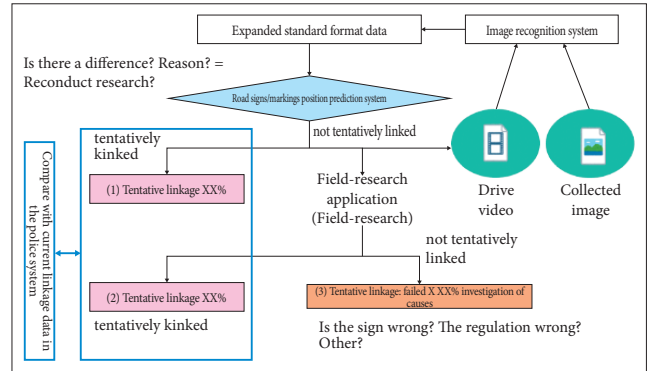 Expanded standard format data
Image recognition system
Is there a difference? Reason? =
Reconduct research?
Road signs/markings position prediction system
tentatively
kinked
not tentatively linked
(1) Tentative linkage XX%
Field-research
application
(Field-research)
Drive
video
Collected
image
Compare with current linkage data in
the police system
not tentatively
linked
(2) Tentative linkage XX%
(3) Tentative linkage: failed X XX% investigation of
causes
tentatively kinked
Is the sign wrong? The regulation wrong?
Other?